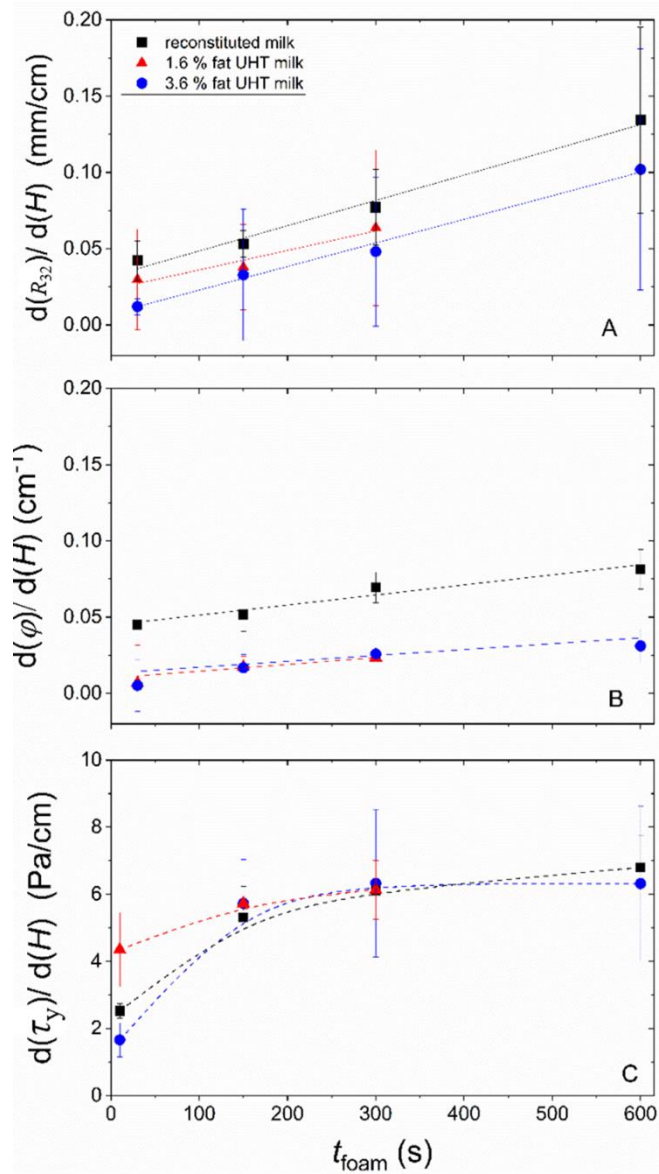 0.20
0.15
0.10
0.05
0.00
d(R₃₂)/ d(H) (mm/cm)
reconstituted milk
1.6 % fat UHT milk
3.6 % fat UHT milk
A
0.20
0.15
0.10
0.05
0.00
d(φ)/ d(H) (cm⁻¹)
B
10
8
6
4
2
0
d(τy)/ d(H) (Pa/cm)
C
0 100 200 300 400 500 600
tfoam (s)